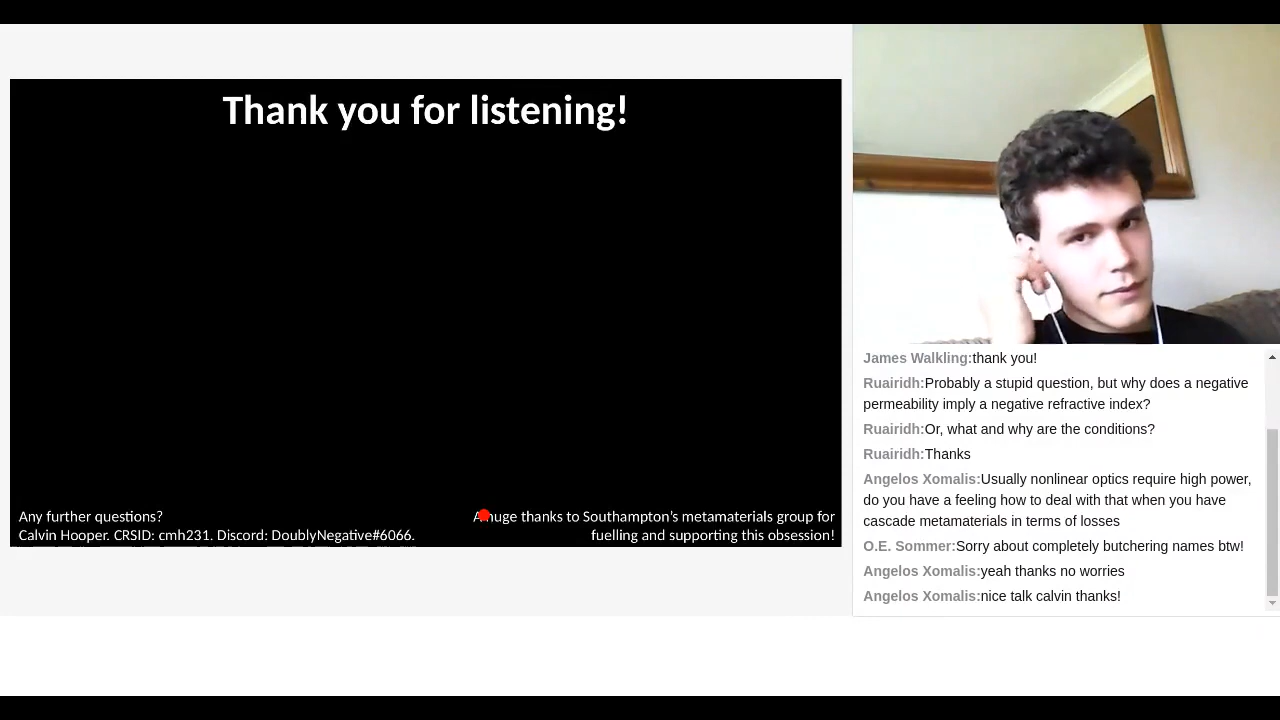 Thank you for listening!
Any further questions?
Calvin Hooper. CRSID: cmh231. Discord: DoublyNegative#6066.
A huge thanks to Southampton's metamaterials group for
fuelling and supporting this obsession!
James Walkling:thank you!
Ruairidh:Probably a stupid question, but why does a negative
permeability imply a negative refractive index?
Ruairidh:Or, what and why are the conditions?
Ruairidh:Thanks
Angelos Xomalis:Usually nonlinear optics require high power,
do you have a feeling how to deal with that when you have
cascade metamaterials in terms of losses
O.E. Sommer:Sorry about completely butchering names btw!
Angelos Xomalis:yeah thanks no worries
Angelos Xomalis:nice talk calvin thanks!